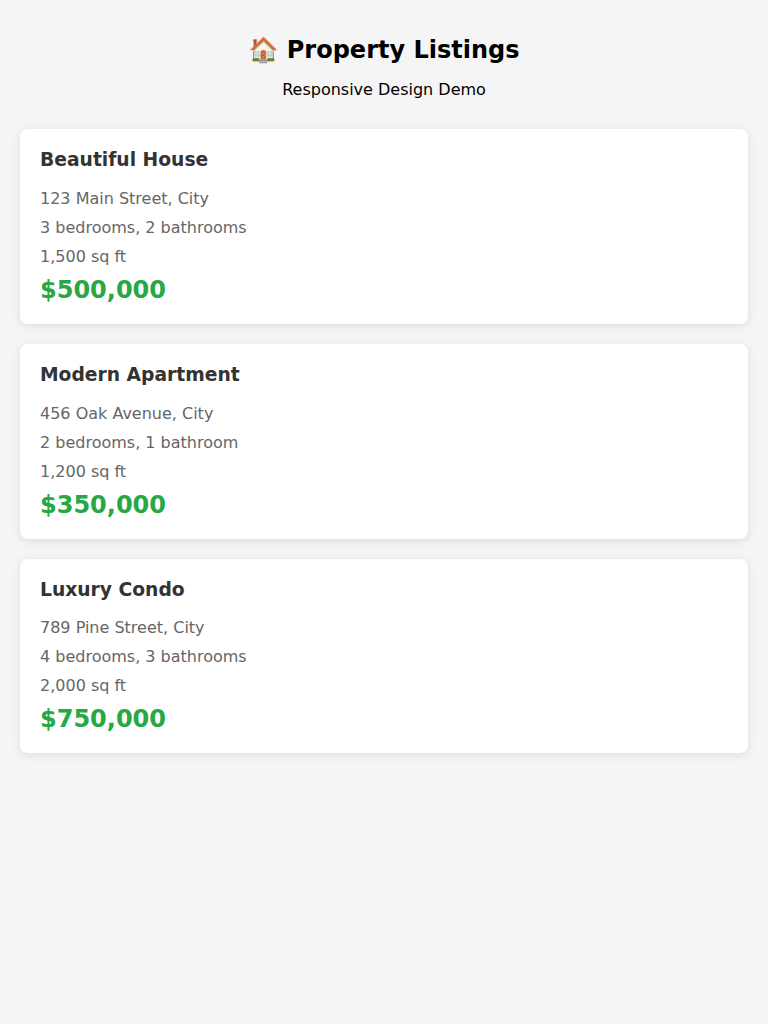 🏠 Property Listings
Responsive Design Demo
Beautiful House
123 Main Street, City
3 bedrooms, 2 bathrooms
1,500 sq ft
$500,000
Modern Apartment
456 Oak Avenue, City
2 bedrooms, 1 bathroom
1,200 sq ft
$350,000
Luxury Condo
789 Pine Street, City
4 bedrooms, 3 bathrooms
2,000 sq ft
$750,000